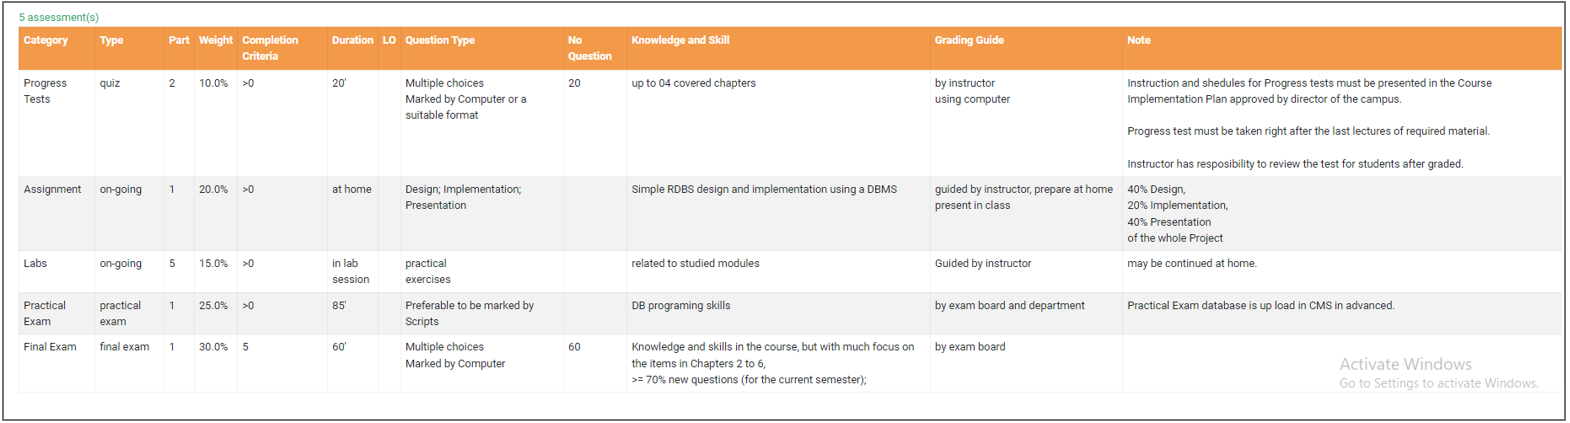 5 assessment(s)
Category Type Part Weight Completion Criteria Duration LO Question Type No Question Knowledge and Skill Grading Guide Note
Progress Tests
quiz
2
10.0%
>0
20'
Multiple choices
Marked by Computer or a
suitable format
20
up to 04 covered chapters
by instructor
using computer
Instruction and shedules for Progress tests must be presented in the Course
Implementation Plan approved by director of the campus.
Progress test must be taken right after the last lectures of required material.
Instructor has resposibility to review the test for students after graded.
Assignment
on-going
1
20.0%
>0
at home
Design; Implementation;
Presentation
Simple RDBS design and implementation using a DBMS
guided by instructor, prepare at home
present in class
40% Design,
20% Implementation,
40% Presentation
of the whole Project
Labs
on-going
5
15.0%
>0
in lab
session
practical
exercises
related to studied modules
Guided by instructor
may be continued at home.
Practical
Exam
practical
exam
1
25.0%
>0
85'
Preferable to be marked by
Scripts
DB programing skills
by exam board and department
Practical Exam database is up load in CMS in advanced.
Final Exam
final exam
1
30.0%
5
60'
Multiple choices
Marked by Computer
60
Knowledge and skills in the course, but with much focus on
the items in Chapters 2 to 6,
>= 70% new questions (for the current semester);
by exam board
Activate Windows
Go to Settings to activate Windows.